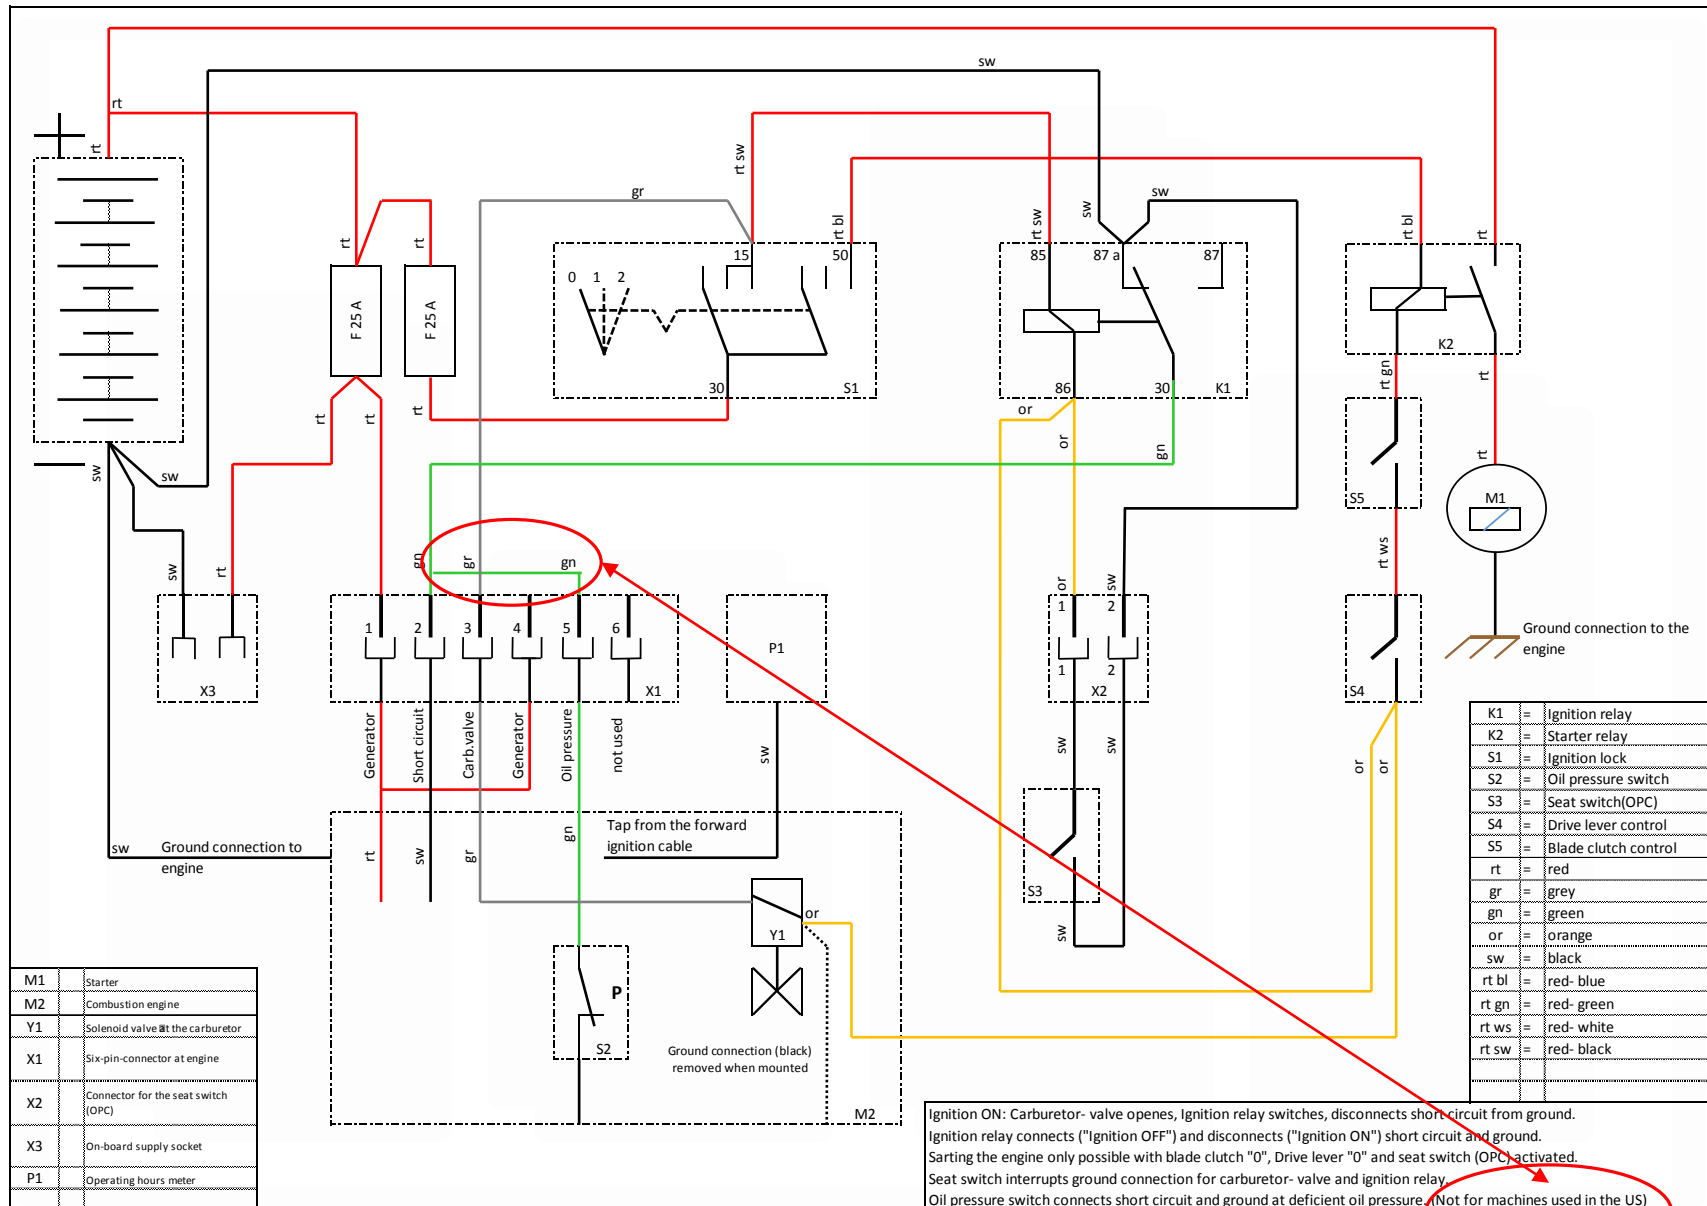 sw
rt
rt
rt sw
gr
sw
sw
rt bl
rt sw
rt bl
rt
rt
rt
15
50
85
87 a
87
0 1 2
F 25 A
F 25 A
K2
30
S1
86
30
K1
rt gn
rt
rt
rt
rt
or
or
gn
sw
sw
rt
S5
M1
gn
gr
gn
rt ws
sw
rt
or
sw
1
2
1 2 3 4 5 6
P1
Ground connection to the
engine
1
2
X3
X1
X2
S4
Generator
Short circuit
Carb.valve
Generator
Oil pressure
not used
sw
sw
sw
or
or
K1 = Ignition relay
K2 = Starter relay
S1 = Ignition lock
S2 = Oil pressure switch
S3 = Seat switch(OPC)
S4 = Drive lever control
S5 = Blade clutch control
rt = red
gr = grey
gn = green
or = orange
sw = black
rt bl = red- blue
rt gn = red- green
rt ws = red- white
rt sw = red- black
sw
Ground connection to
engine
rt
sw
gr
gn
Tap from the forward
ignition cable
S3
or
Y1
sw
P
S2
Ground connection (black)
removed when mounted
M2
M1 Starter
M2 Combustion engine
Y1 Solenoid valve at the carburetor
X1 Six-pin-connector at engine
X2 Connector for the seat switch
(OPC)
X3 On-board supply socket
P1 Operating hours meter
Ignition ON: Carburetor- valve openes, Ignition relay switches, disconnects short circuit from ground.
Ignition relay connects ("Ignition OFF") and disconnects ("Ignition ON") short circuit and ground.
Sarting the engine only possible with blade clutch "0", Drive lever "0" and seat switch (OPC) activated.
Seat switch interrupts ground connection for carburetor- valve and ignition relay.
Oil pressure switch connects short circuit and ground at deficient oil pressure. (Not for machines used in the US)